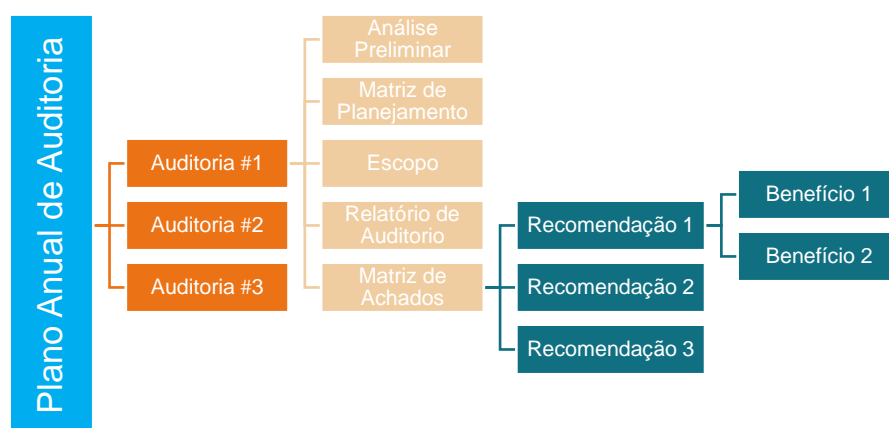 Plano Anual de Auditoria
Auditoria #1
Auditoria #2
Auditoria #3
Análise
Preliminar
Matriz de
Planejamento
Escopo
Relatório de
Auditorio
Matriz de
Achados
Recomendação 1
Recomendação 2
Recomendação 3
Benefício 1
Benefício 2